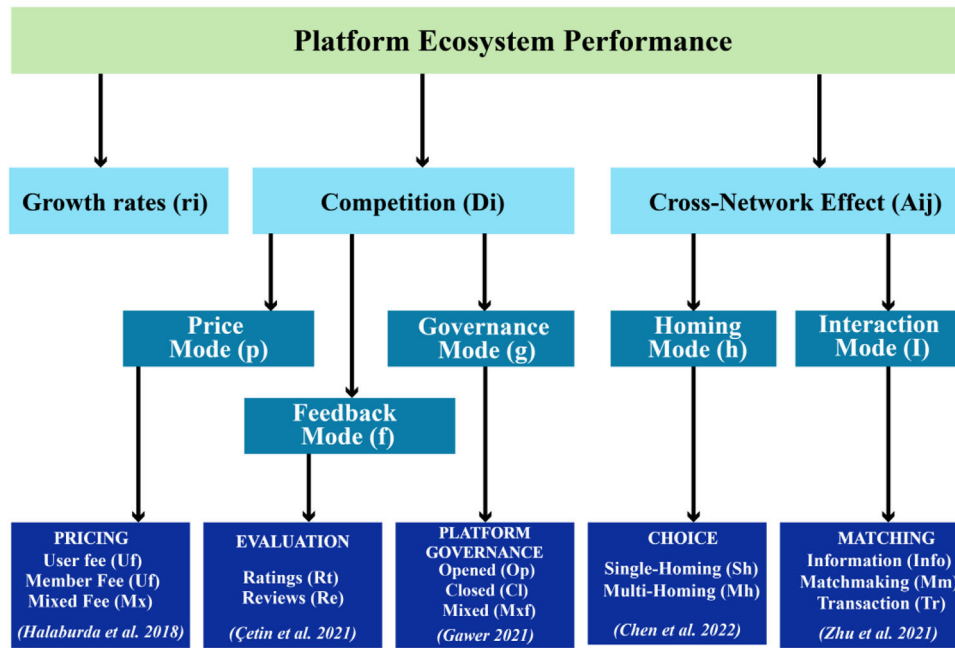 Platform Ecosystem Performance
Growth rates (ri)
Competition (Di)
Cross-Network Effect (Aij)
Price
Mode (p)
Governance
Mode (g)
Homing
Mode (h)
Interaction
Mode (I)
Feedback
Mode (f)
PRICING
User fee (Uf)
Member Fee (Uf)
Mixed Fee (Mx)
(Halaburda et al. 2018)
EVALUATION
Ratings (Rt)
Reviews (Re)
(Çetin et al. 2021)
PLATFORM
GOVERNANCE
Opened (Op)
Closed (Cl)
Mixed (Mxf)
(Gawer 2021)
CHOICE
Single-Homing (Sh)
Multi-Homing (Mh)
(Chen et al. 2022)
MATCHING
Information (Info)
Matchmaking (Mm)
Transaction (Tr)
(Zhu et al. 2021)